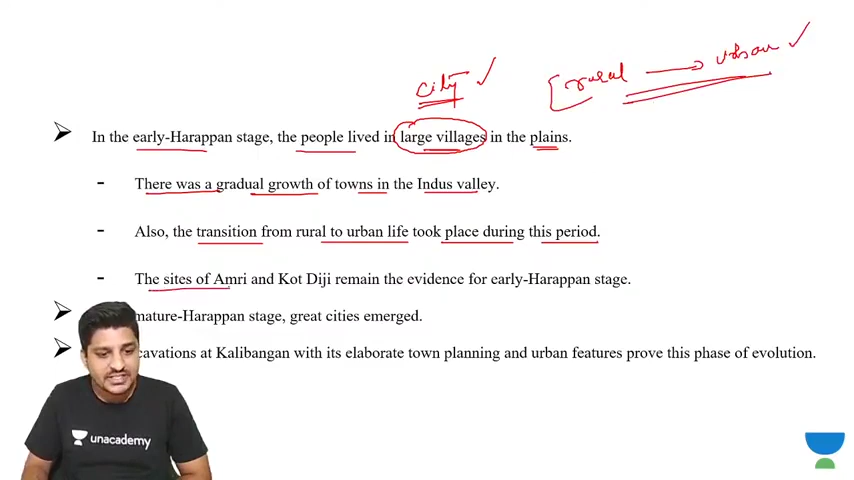 city
rural → urban
➤ In the early-Harappan stage, the people lived in large villages in the plains.
- There was a gradual growth of towns in the Indus valley.
- Also, the transition from rural to urban life took place during this period.
- The sites of Amri and Kot Diji remain the evidence for early-Harappan stage.
➤ mature-Harappan stage, great cities emerged.
➤ cavations at Kalibangan with its elaborate town planning and urban features prove this phase of evolution.
unacademy